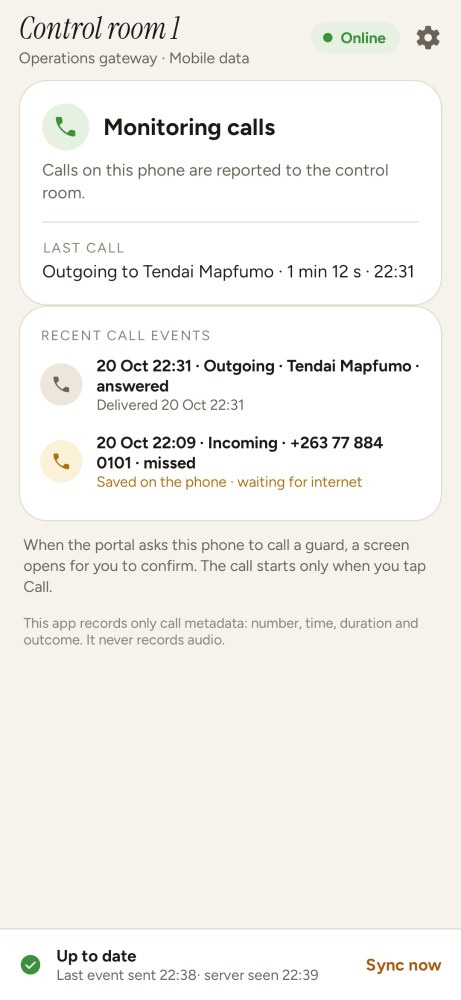 Control room 1
Operations gateway · Mobile data
Online
Monitoring calls
Calls on this phone are reported to the control
room.
LAST CALL
Outgoing to Tendai Mapfumo · 1 min 12 s · 22:31
RECENT CALL EVENTS
20 Oct 22:31 · Outgoing · Tendai Mapfumo ·
answered
Delivered 20 Oct 22:31
20 Oct 22:09 · Incoming · +263 77 884
0101 · missed
Saved on the phone · waiting for internet
When the portal asks this phone to call a guard, a screen
opens for you to confirm. The call starts only when you tap
Call.
This app records only call metadata: number, time, duration and
outcome. It never records audio.
Up to date
Last event sent 22:38· server seen 22:39
Sync now